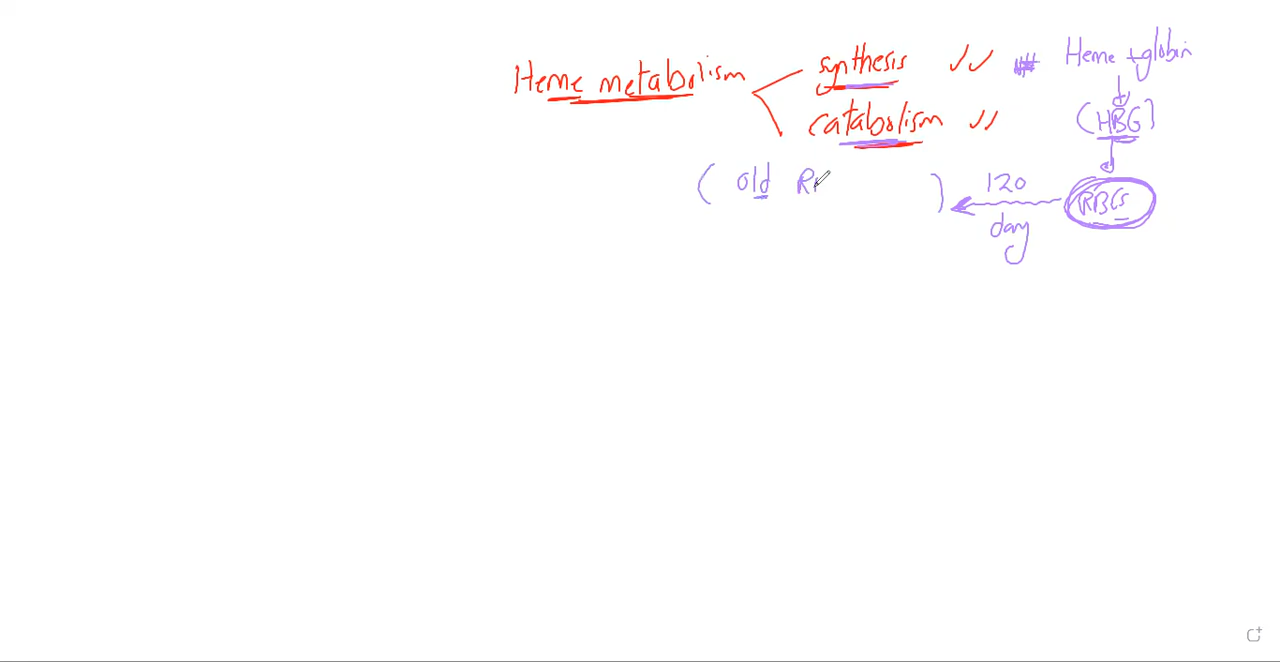 Heme metabolism
synthesis ✓✓
catabolism ✓✓
# Heme + globin
(HBG)
RBCs
120
day
( old R )